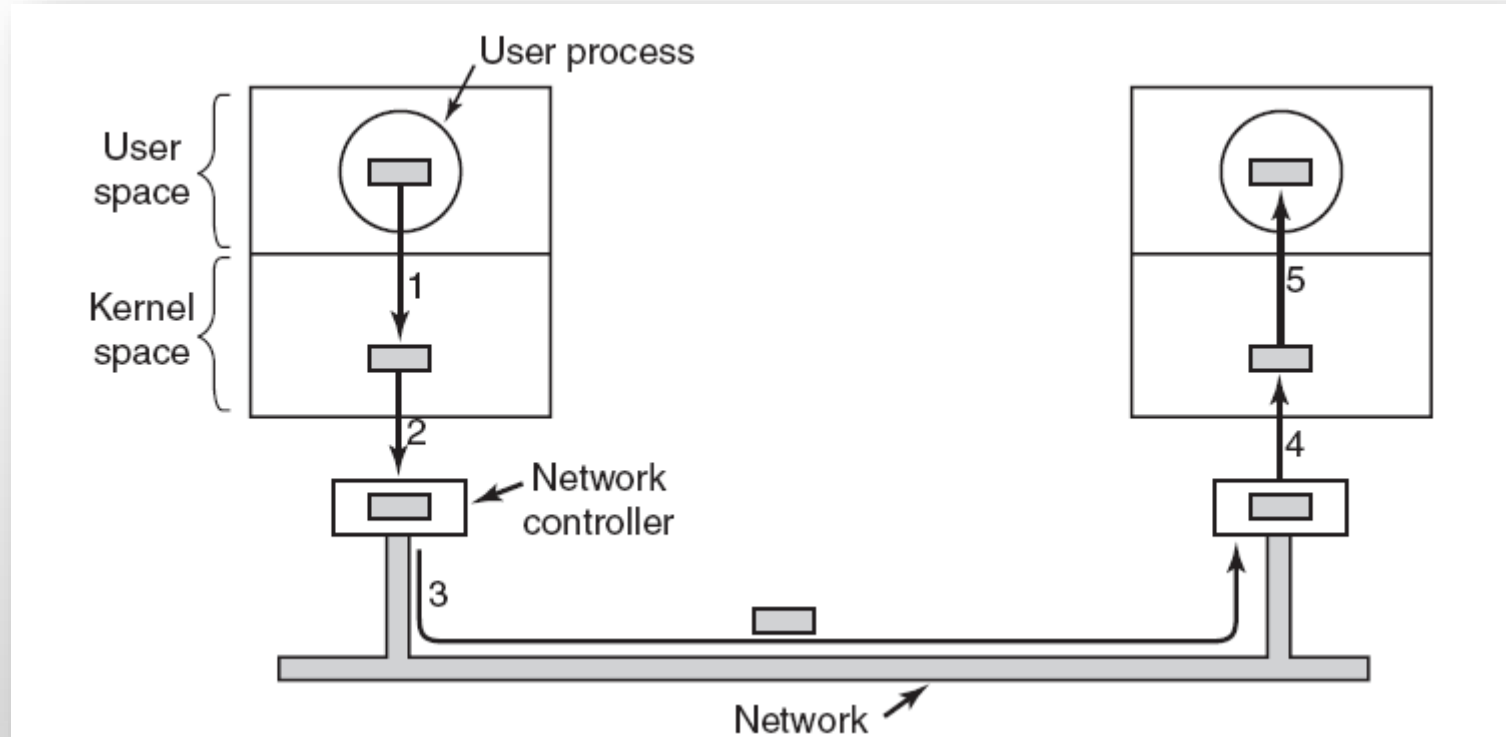 User process
User
space
1
5
Kernel
space
2
4
Network
controller
3
Network